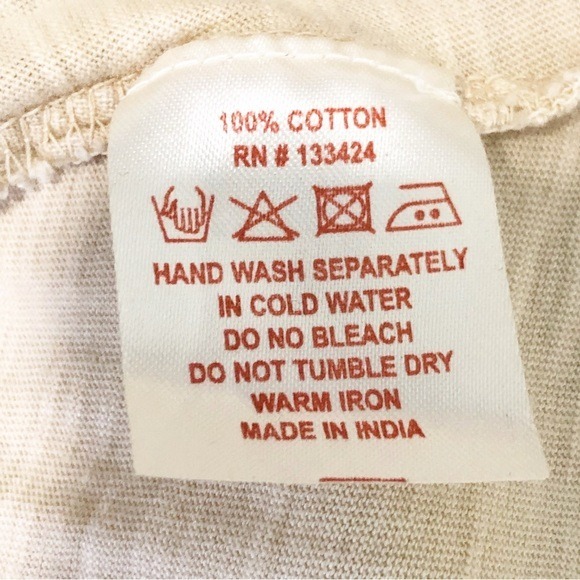 100% COTTON
RN # 133424
HAND WASH SEPARATELY
IN COLD WATER
DO NO BLEACH
DO NOT TUMBLE DRY
WARM IRON
MADE IN INDIA